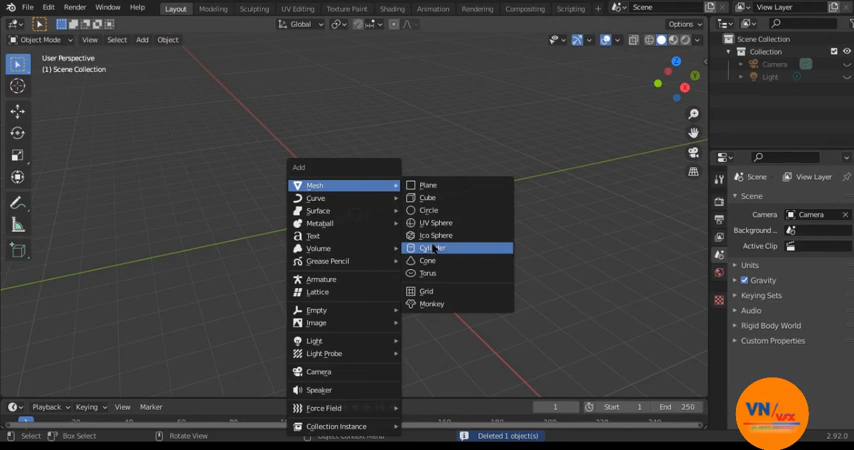 File Edit Render Window Help Layout Modeling Sculpting UV Editing Texture Paint Shading Animation Rendering Compositing Scripting Scene View Layer
Global Options
Object Mode View Select Add Object
User Perspective
(1) Scene Collection
Z
Y
X
Scene Collection
Collection
Camera
Light
Add
Mesh
Curve
Surface
Metaball
Text
Volume
Grease Pencil
Armature
Lattice
Empty
Image
Light
Light Probe
Camera
Speaker
Force Field
Collection Instance
Plane
Cube
Circle
UV Sphere
Ico Sphere
Cylinder
Cone
Torus
Grid
Monkey
Scene
Scene
Camera Camera
Background ...
Active Clip
Units
Gravity
Keying Sets
Audio
Rigid Body World
Custom Properties
Playback Keying View Marker 1 Start 1 End 250
Select Box Select Rotate View Object Context Menu Deleted 1 object(s) 2.92.0
VN/VFX